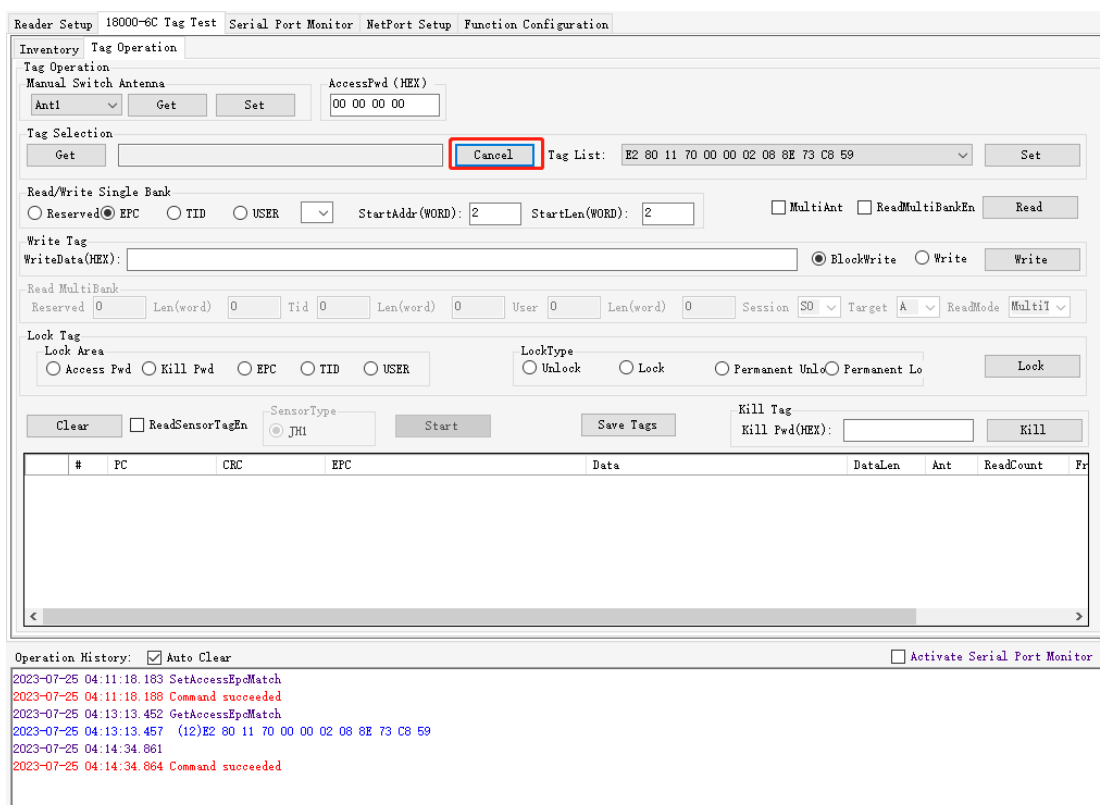 Reader Setup 18000-6C Tag Test Serial Port Monitor NetPort Setup Function Configuration
Inventory Tag Operation
Tag Operation
Manual Switch Antenna AccessPwd (HEX)
Ant1 Get Set 00 00 00 00
Tag Selection
Get Cancel Tag List: E2 80 11 70 00 00 02 08 8E 73 C8 59 Set
Read/Write Single Bank
Reserved EPC TID USER StartAddr(WORD): 2 StartLen(WORD): 2 MultiAnt ReadMultiBankEn Read
Write Tag
WriteData(HEX): BlockWrite Write Write
Read MultiBank
Reserved 0 Len(word) 0 Tid 0 Len(word) 0 User 0 Len(word) 0 Session S0 Target A ReadMode MultiT
Lock Tag
Lock Area LockType
Access Pwd Kill Pwd EPC TID USER Unlock Lock Permanent Unlo Permanent Lo Lock
SensorType Kill Tag
Clear ReadSensorTagEn JH1 Start Save Tags Kill Pwd(HEX): Kill
# PC CRC EPC Data DataLen Ant ReadCount Fr
Operation History: Auto Clear Activate Serial Port Monitor
2023-07-25 04:11:18.183 SetAccessEpcMatch
2023-07-25 04:11:18.188 Command succeeded
2023-07-25 04:13:13.452 GetAccessEpcMatch
2023-07-25 04:13:13.457 (12)E2 80 11 70 00 00 02 08 8E 73 C8 59
2023-07-25 04:14:34.861
2023-07-25 04:14:34.864 Command succeeded